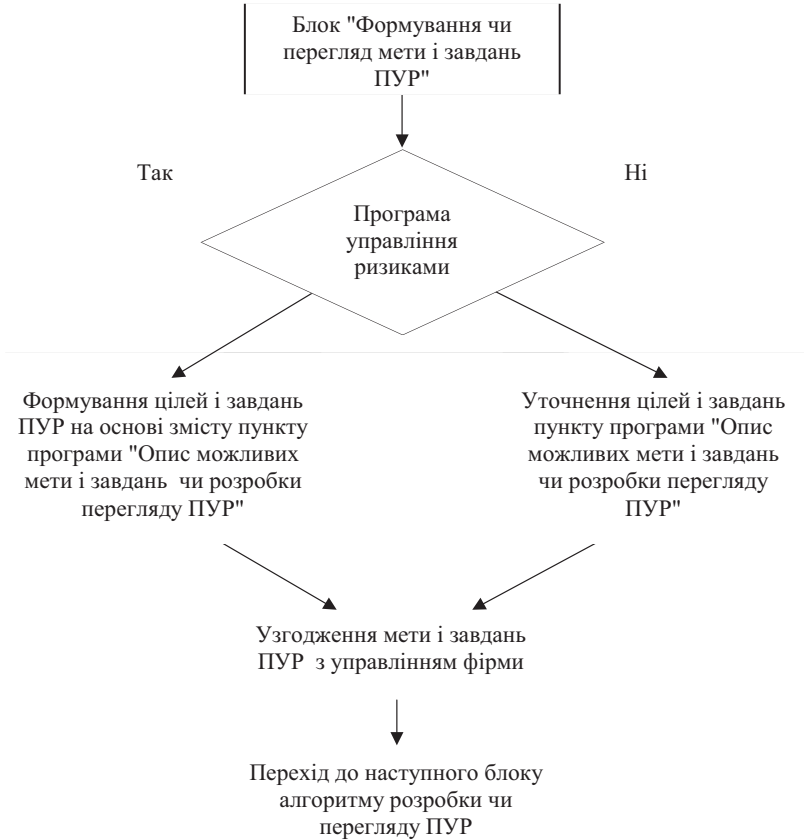 Блок "Формування чи
перегляд мети і завдань
ПУР"
Так
Ні
Програма
управління
ризиками
Формування цілей і завдань
ПУР на основі змісту пункту
програми "Опис можливих
мети і завдань  чи розробки
перегляду ПУР"
Уточнення цілей і завдань
пункту програми "Опис
можливих мети і завдань
чи розробки перегляду
ПУР"
Узгодження мети і завдань
ПУР  з управлінням фірми
Перехід до наступного блоку
алгоритму розробки чи
перегляду ПУР